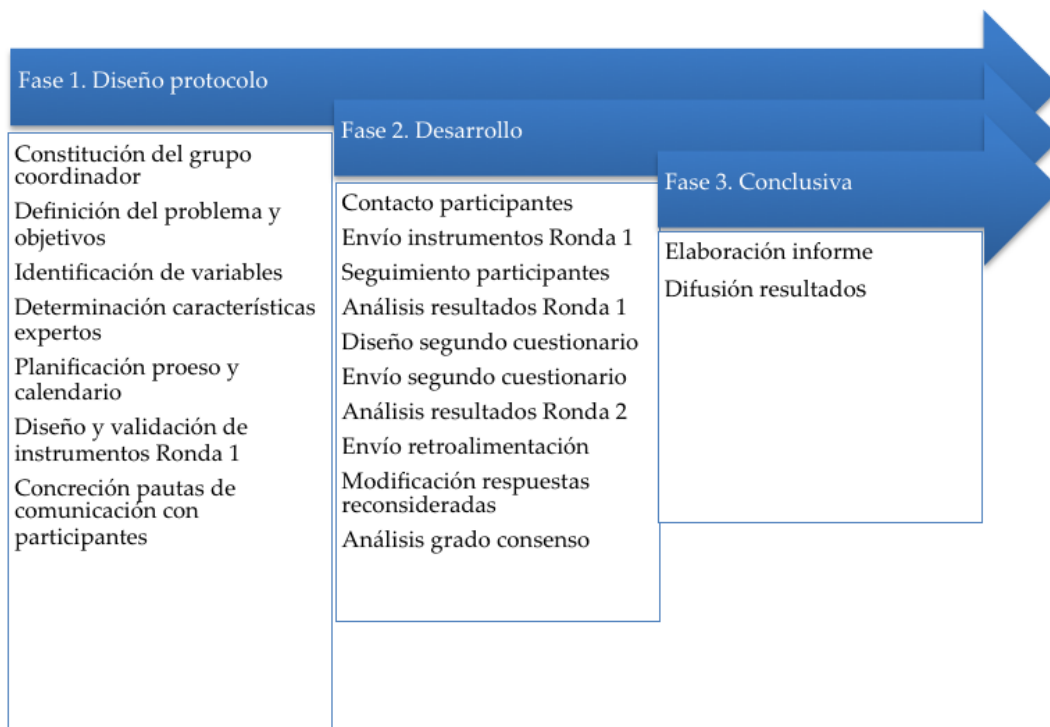 Fase 1. Diseño protocolo
Constitución del grupo
coordinador
Definición del problema y
objetivos
Identificación de variables
Determinación características
expertos
Planificación proeso y
calendario
Diseño y validación de
instrumentos Ronda 1
Concreción pautas de
comunicación con
participantes
Fase 2. Desarrollo
Contacto participantes
Envío instrumentos Ronda 1
Seguimiento participantes
Análisis resultados Ronda 1
Diseño segundo cuestionario
Envío segundo cuestionario
Análisis resultados Ronda 2
Envío retroalimentación
Modificación respuestas
reconsideradas
Análisis grado consenso
Fase 3. Conclusiva
Elaboración informe
Difusión resultados